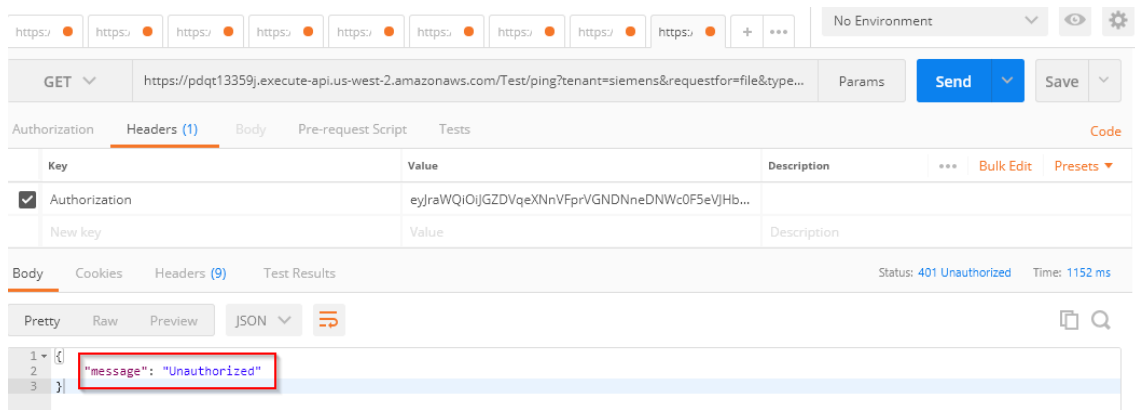 https:/ https:/ https:/ https:/ https:/ https:/ https:/ https:/ https:/ + ••• No Environment
GET https://pdqt13359j.execute-api.us-west-2.amazonaws.com/Test/ping?tenant=siemens&requestfor=file&type... Params Send Save
Authorization Headers (1) Body Pre-request Script Tests Code
Key Value Description ••• Bulk Edit Presets
Authorization eyJraWQiOiJGZDVqeXNnVFprVGNDNneDNWc0F5eVJHb...
New key Value Description
Body Cookies Headers (9) Test Results Status: 401 Unauthorized Time: 1152 ms
Pretty Raw Preview JSON
1 {
2 "message": "Unauthorized"
3 }